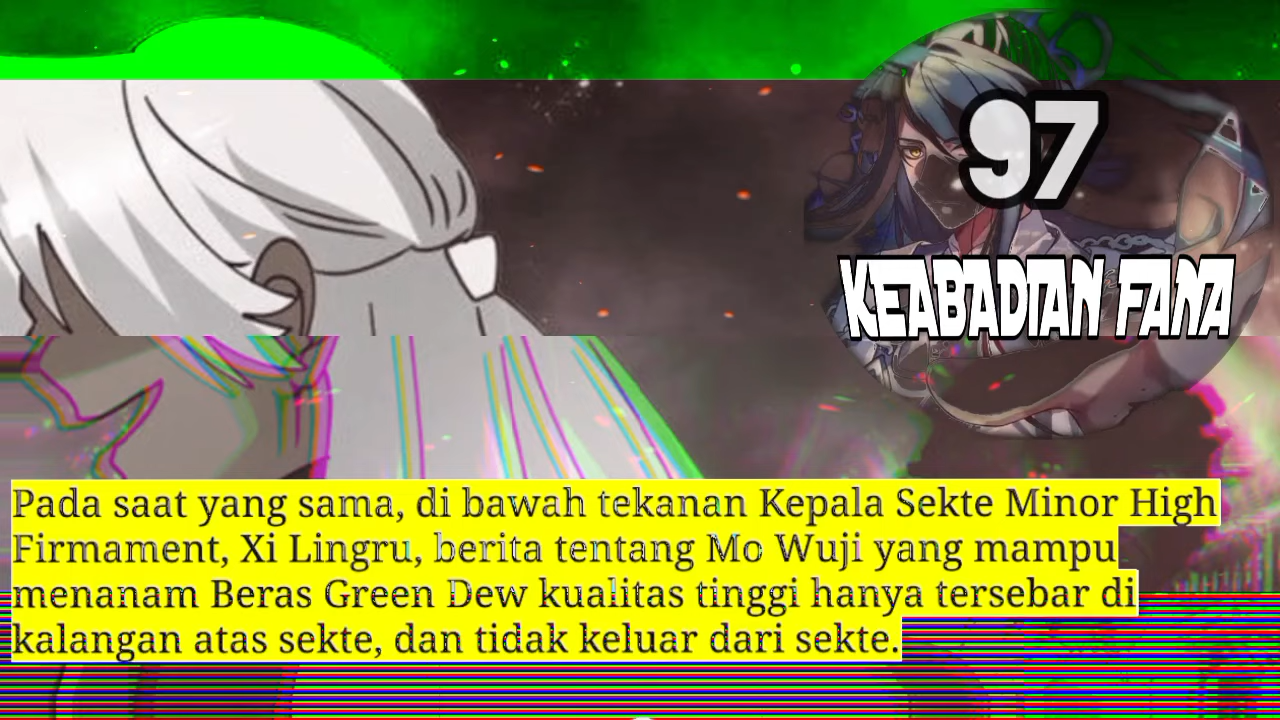 97
KEABADIAN FANA
Pada saat yang sama, di bawah tekanan Kepala Sekte Minor High
Firmament, Xi Lingru, berita tentang Mo Wuji yang mampu
menanam Beras Green Dew kualitas tinggi hanya tersebar di
kalangan atas sekte, dan tidak keluar dari sekte.